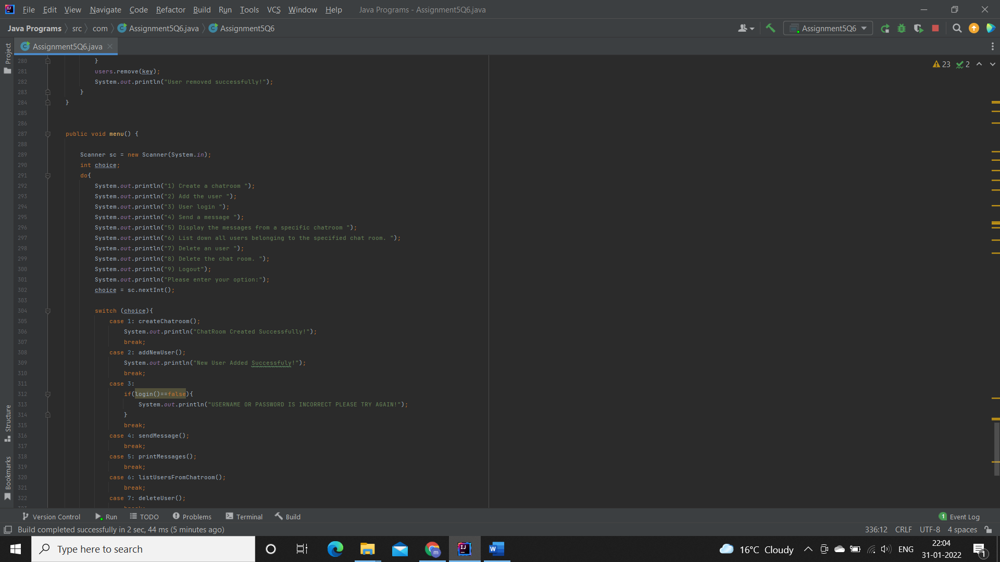 File Edit View Navigate Code Refactor Build Run Tools VCS Window Help Java Programs - Assignment5Q6.java
Java Programs src com Assignment5Q6.java Assignment5Q6 Assignment5Q6
Project
Assignment5Q6.java
23 2
280 }
281 users.remove(key);
282 System.out.println("User removed successfully!");
283 }
284 }
285
286
287 public void menu() {
288
289 Scanner sc = new Scanner(System.in);
290 int choice;
291 do{
292 System.out.println("1) Create a chatroom ");
293 System.out.println("2) Add the user ");
294 System.out.println("3) User login ");
295 System.out.println("4) Send a message ");
296 System.out.println("5) Display the messages from a specific chatroom ");
297 System.out.println("6) List down all users belonging to the specified chat room. ");
298 System.out.println("7) Delete an user ");
299 System.out.println("8) Delete the chat room. ");
300 System.out.println("9) Logout");
301 System.out.println("Please enter your option:");
302 choice = sc.nextInt();
303
304 switch (choice){
305 case 1: createChatroom();
306 System.out.println("ChatRoom Created Successfully!");
307 break;
308 case 2: addNewUser();
309 System.out.println("New User Added Successfuly!");
310 break;
311 case 3:
312 if(login()==false){
313 System.out.println("USERNAME OR PASSWORD IS INCORRECT PLEASE TRY AGAIN!");
314 }
315 break;
316 case 4: sendMessage();
317 break;
318 case 5: printMessages();
319 break;
320 case 6: listUsersFromChatroom();
321 break;
322 case 7: deleteUser();
323 break;
Structure
Bookmarks
Version Control Run TODO Problems Terminal Build 1 Event Log
Build completed successfully in 2 sec, 44 ms (5 minutes ago) 336:12 CRLF UTF-8 4 spaces
Type here to search 16°C Cloudy ENG 22:04
31-01-2022 1